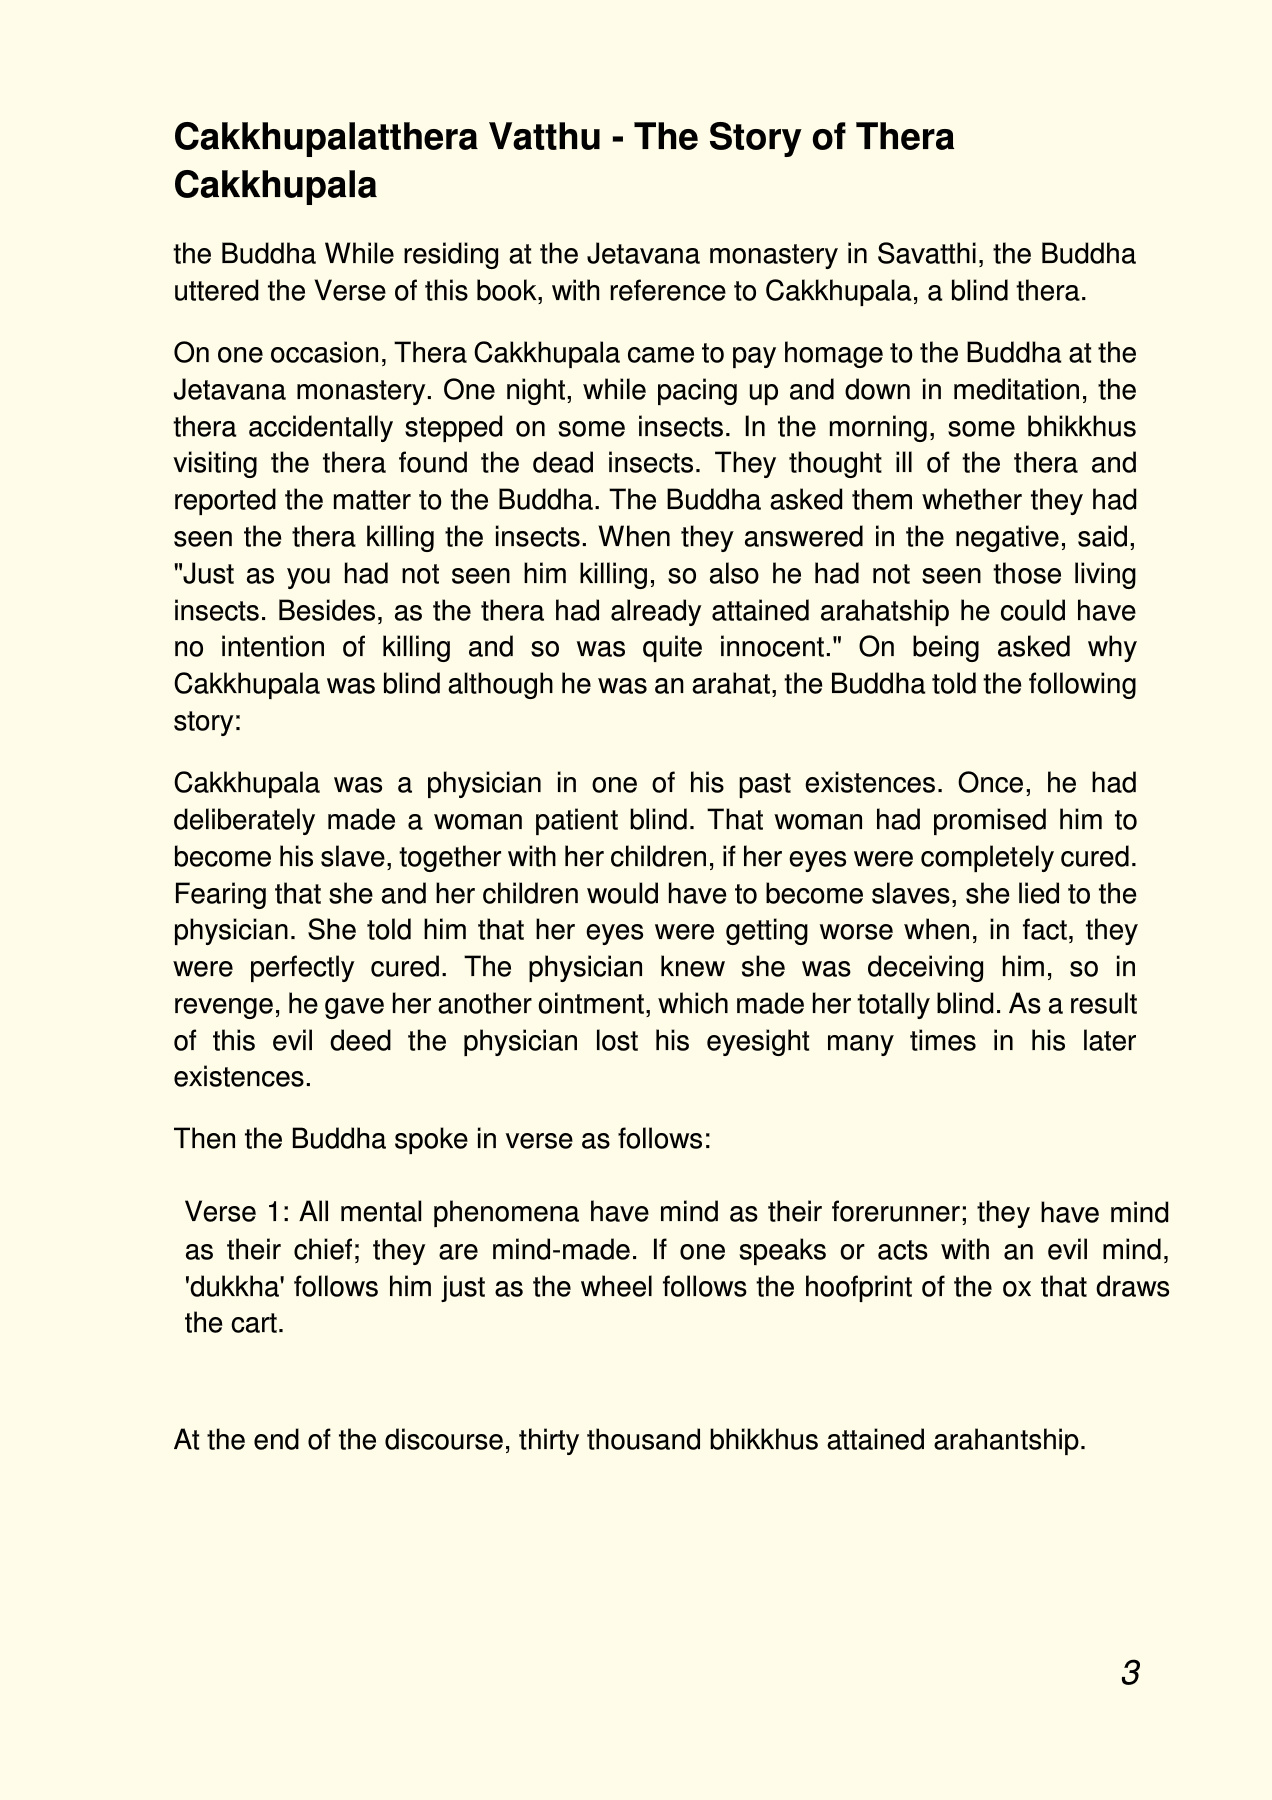 Cakkhupalatthera Vatthu - The Story of Thera
Cakkhupala
the Buddha While residing at the Jetavana monastery in Savatthi, the Buddha
uttered the Verse of this book, with reference to Cakkhupala, a blind thera.
On one occasion, Thera Cakkhupala came to pay homage to the Buddha at the
Jetavana monastery. One night, while pacing up and down in meditation, the
thera accidentally stepped on some insects. In the morning, some bhikkhus
visiting the thera found the dead insects. They thought ill of the thera and
reported the matter to the Buddha. The Buddha asked them whether they had
seen the thera killing the insects. When they answered in the negative, said,
"Just as you had not seen him killing, so also he had not seen those living
insects. Besides, as the thera had already attained arahatship he could have
no intention of killing and so was quite innocent." On being asked why
Cakkhupala was blind although he was an arahat, the Buddha told the following
story:
Cakkhupala was a physician in one of his past existences. Once, he had
deliberately made a woman patient blind. That woman had promised him to
become his slave, together with her children, if her eyes were completely cured.
Fearing that she and her children would have to become slaves, she lied to the
physician. She told him that her eyes were getting worse when, in fact, they
were perfectly cured. The physician knew she was deceiving him, so in
revenge, he gave her another ointment, which made her totally blind. As a result
of this evil deed the physician lost his eyesight many times in his later
existences.
Then the Buddha spoke in verse as follows:
Verse 1: All mental phenomena have mind as their forerunner; they have mind
as their chief; they are mind-made. If one speaks or acts with an evil mind,
'dukkha' follows him just as the wheel follows the hoofprint of the ox that draws
the cart.
At the end of the discourse, thirty thousand bhikkhus attained arahantship.
3